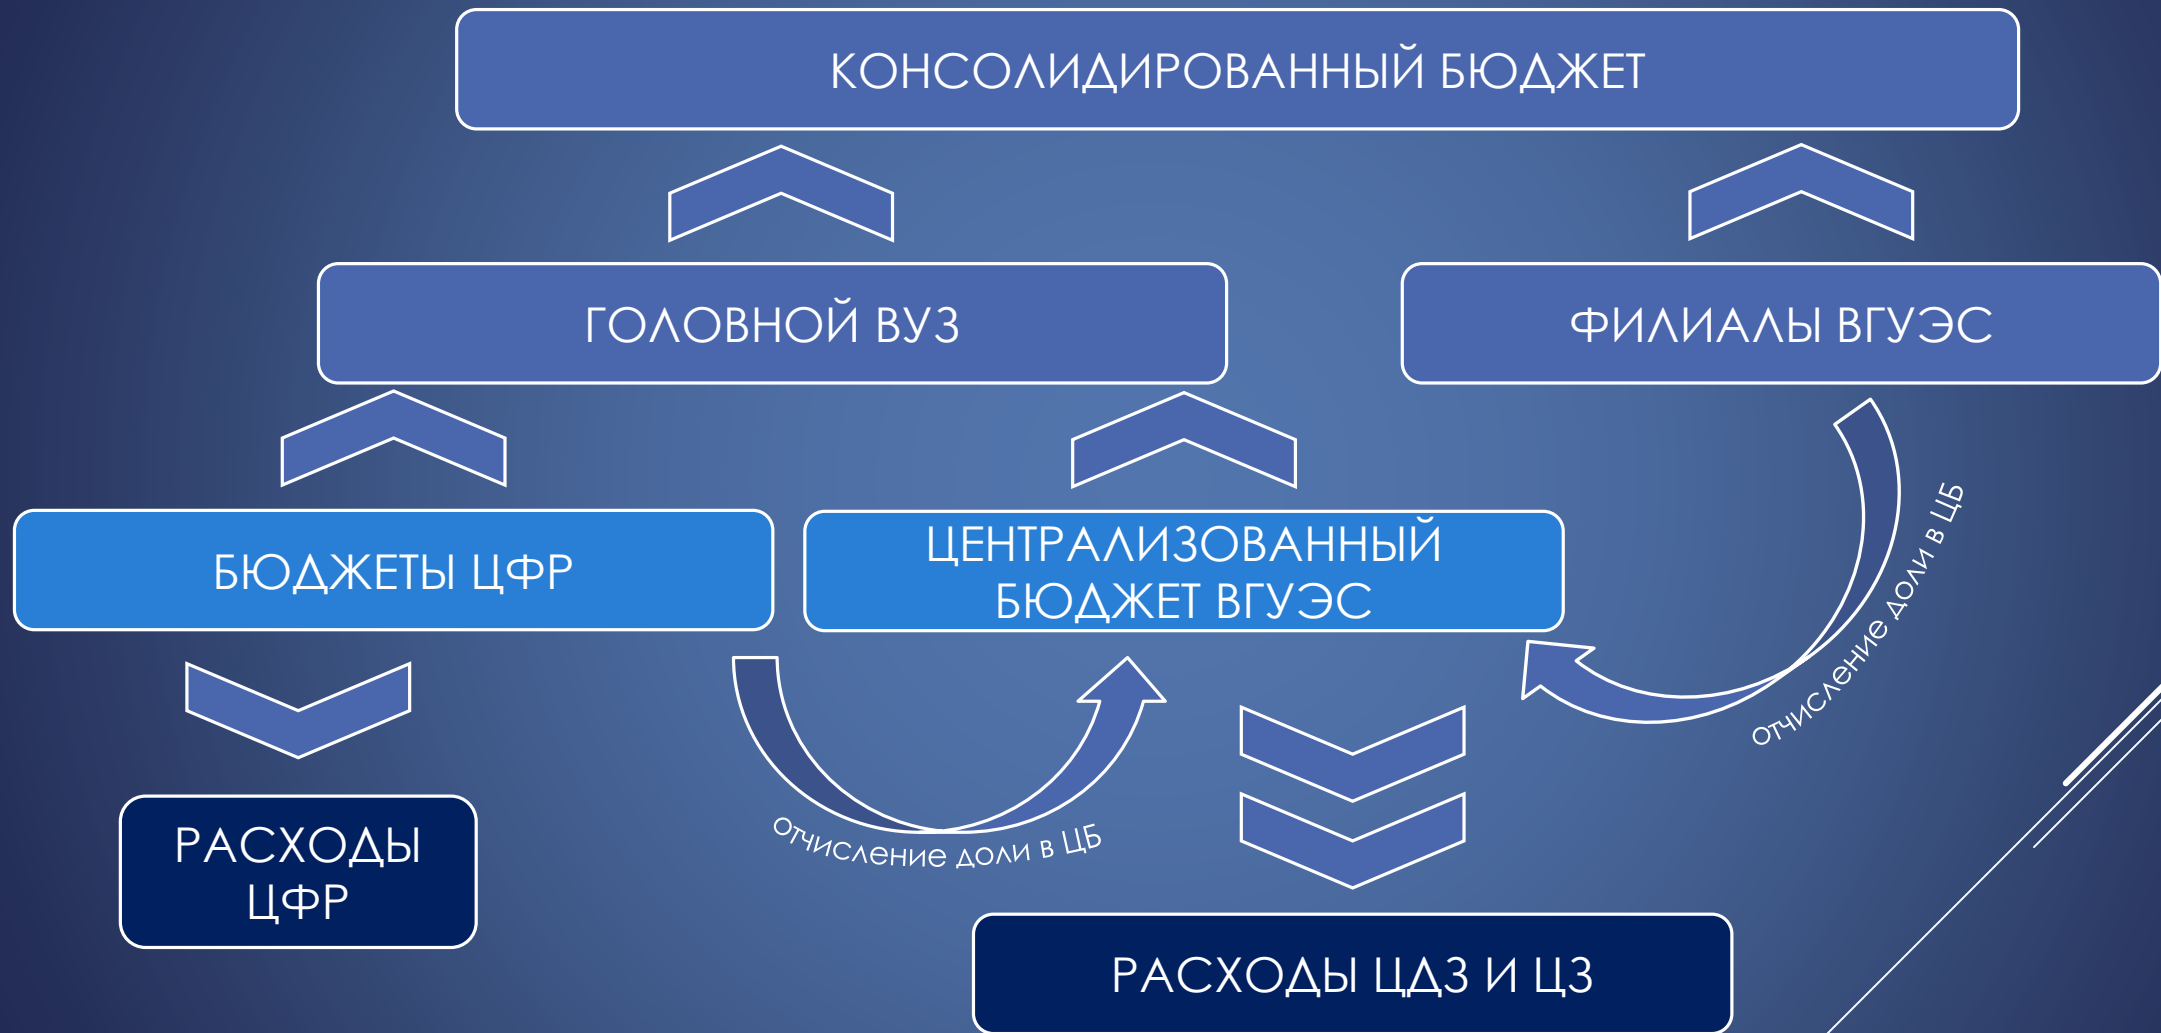 КОНСОЛИДИРОВАННЫЙ БЮДЖЕТ
ГОЛОВНОЙ ВУЗ
ФИЛИАЛЫ ВГУЭС
БЮДЖЕТЫ ЦФР
ЦЕНТРАЛИЗОВАННЫЙ
БЮДЖЕТ ВГУЭС
Отчисление доли в ЦБ
РАСХОДЫ
ЦФР
Отчисление доли в ЦБ
РАСХОДЫ ЦДЗ И ЦЗ